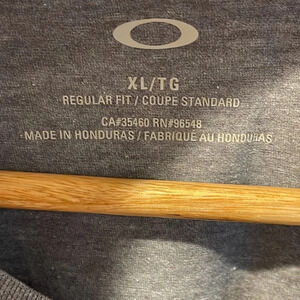 XL/TG
REGULAR FIT / COUPE STANDARD
CA#35460 RN#96548
MADE IN HONDURAS / FABRIQUÉ AU HONDURAS